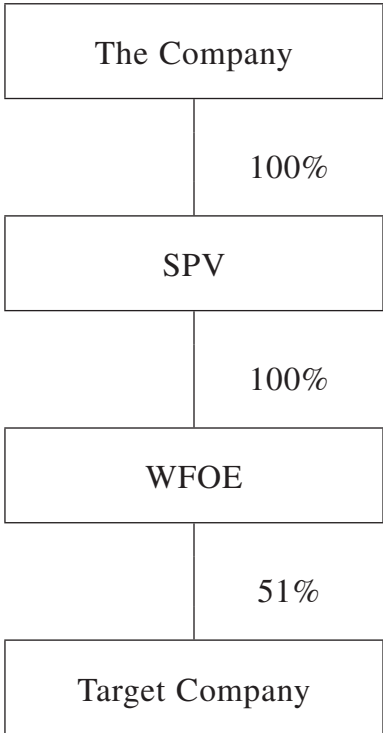 The Company
100%
SPV
100%
WFOE
51%
Target Company